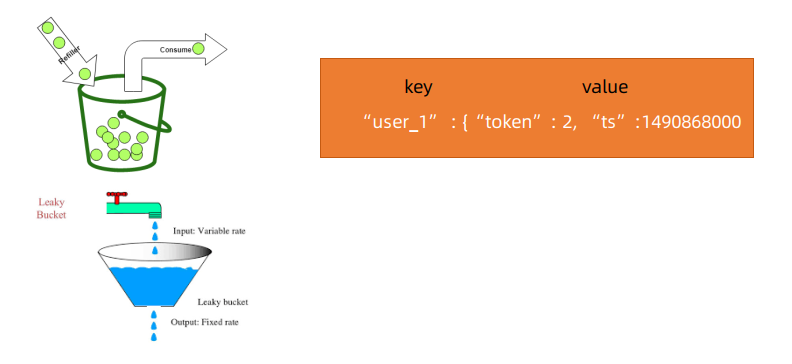 Refiller
Consume
key value
“user_1” : { “token” : 2, “ts” :1490868000
Leaky
Bucket
Input: Variable rate
Leaky bucket
Output: Fixed rate